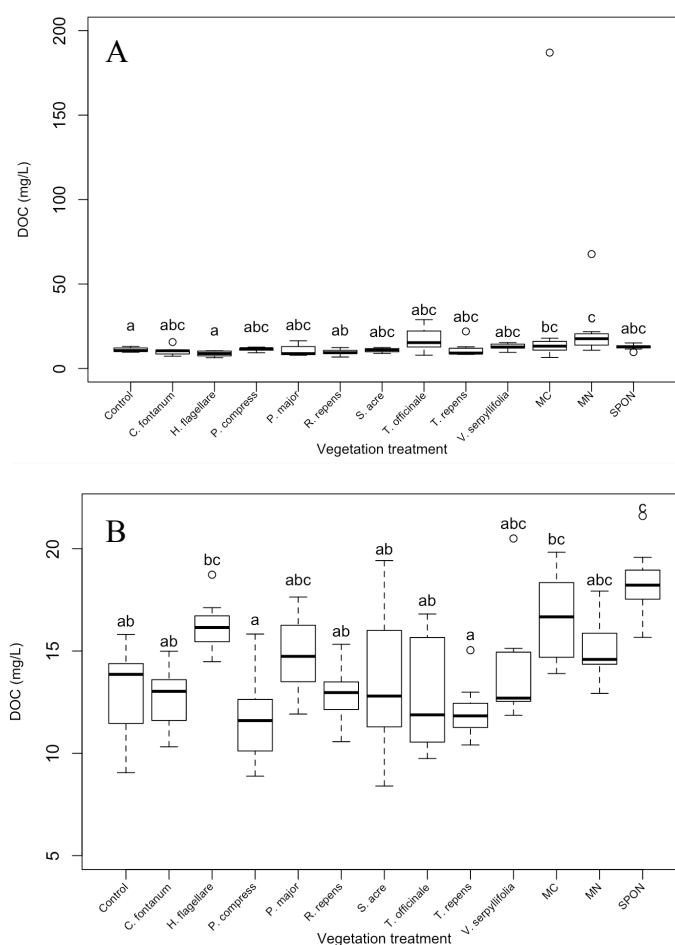 A
DOC (mg/L)
200
150
100
50
0
a abc a abc abc ab abc abc abc abc bc c abc
Control C. fontanum H. flagellare P. compress P. major R. repens S. acre T. officinale T. repens V. serpyllifolia MC MN SPON
Vegetation treatment
B
DOC (mg/L)
20
15
10
5
ab ab bc a abc ab ab ab a abc bc abc c
Control C. fontanum H. flagellare P. compress P. major R. repens S. acre T. officinale T. repens V. serpyllifolia MC MN SPON
Vegetation treatment